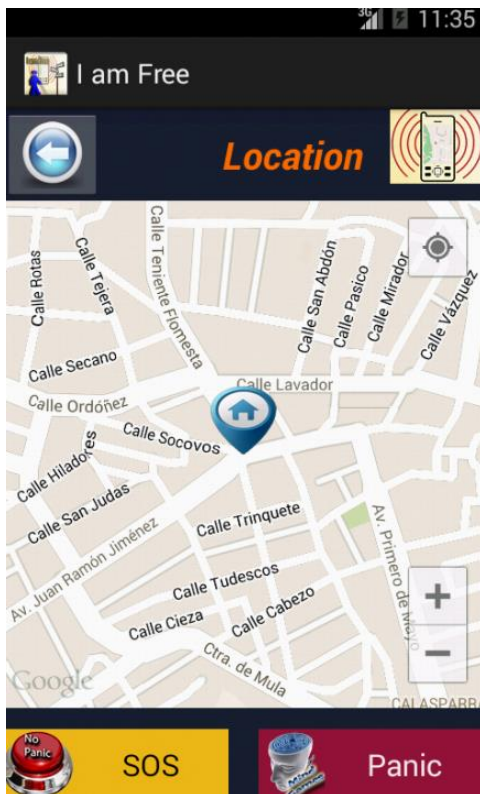 3G 11:35
I am Free
Location
Calle Rotas
Calle Tejera
Calle Teniente Flomesta
Calle San Abdón
Calle Pasico
Calle Mirador
Calle Vázquez
Calle Secano
Calle Lavador
Calle Ordóñez
Calle Socovos
Calle Hiladores
Calle San Judas
Calle Trinquete
Av. Juan Ramón Jiménez
Av. Primero de Mayo
Calle Tudescos
Calle Cabezo
Calle Cieza
Ctra. de Mula
+
−
Google
CALASPARR
No
Panic
SOS
Panic